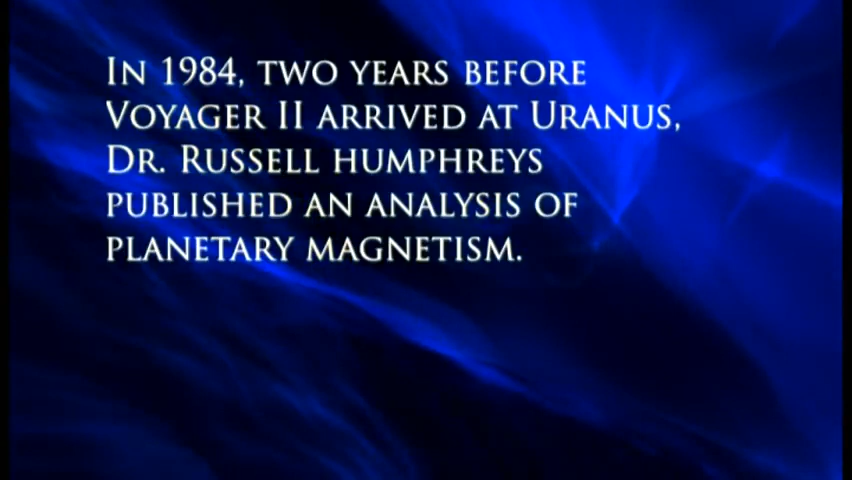 In 1984, two years before
Voyager II arrived at Uranus,
Dr. Russell humphreys
published an analysis of
planetary magnetism.